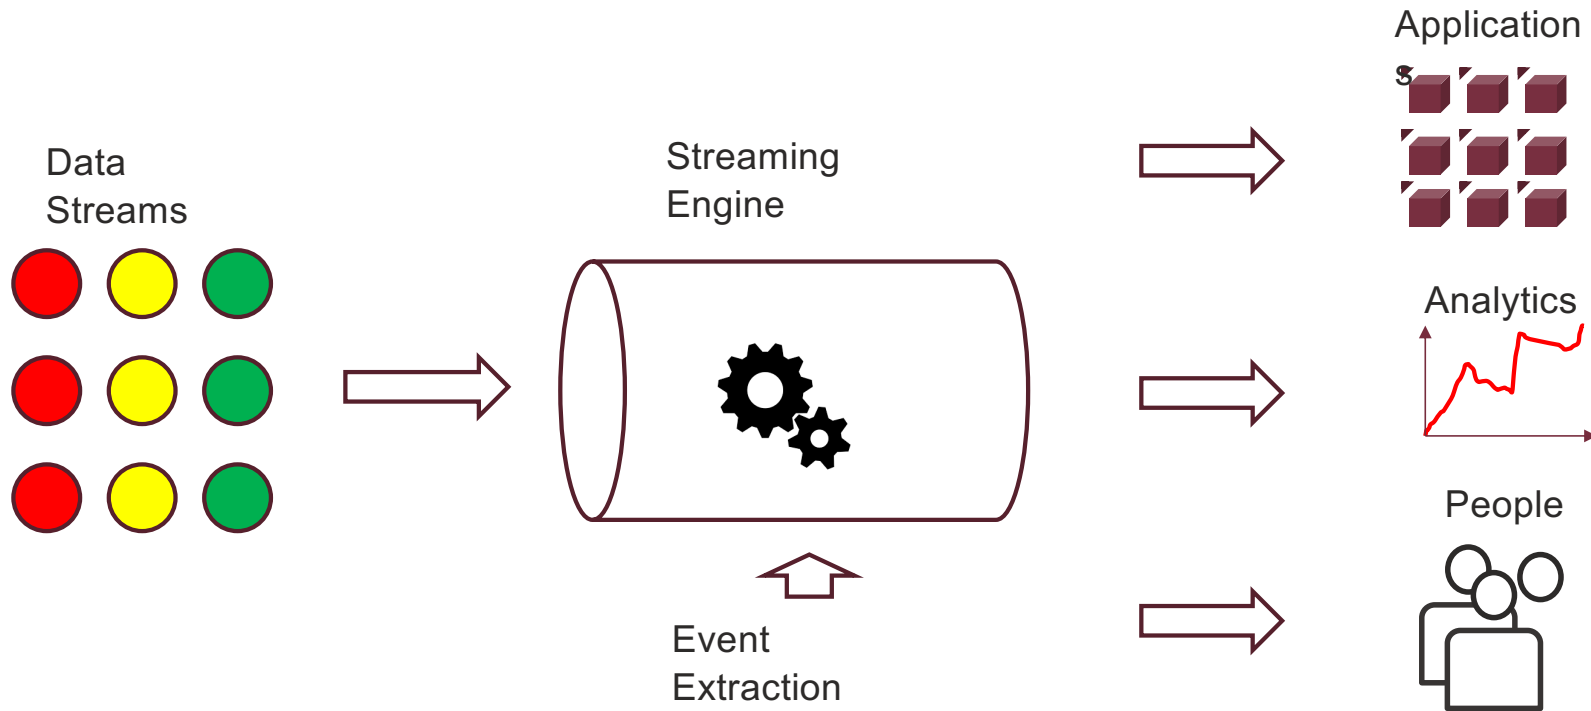 Data
Streams
Streaming
Engine
Event
Extraction
Application
s
Analytics
People